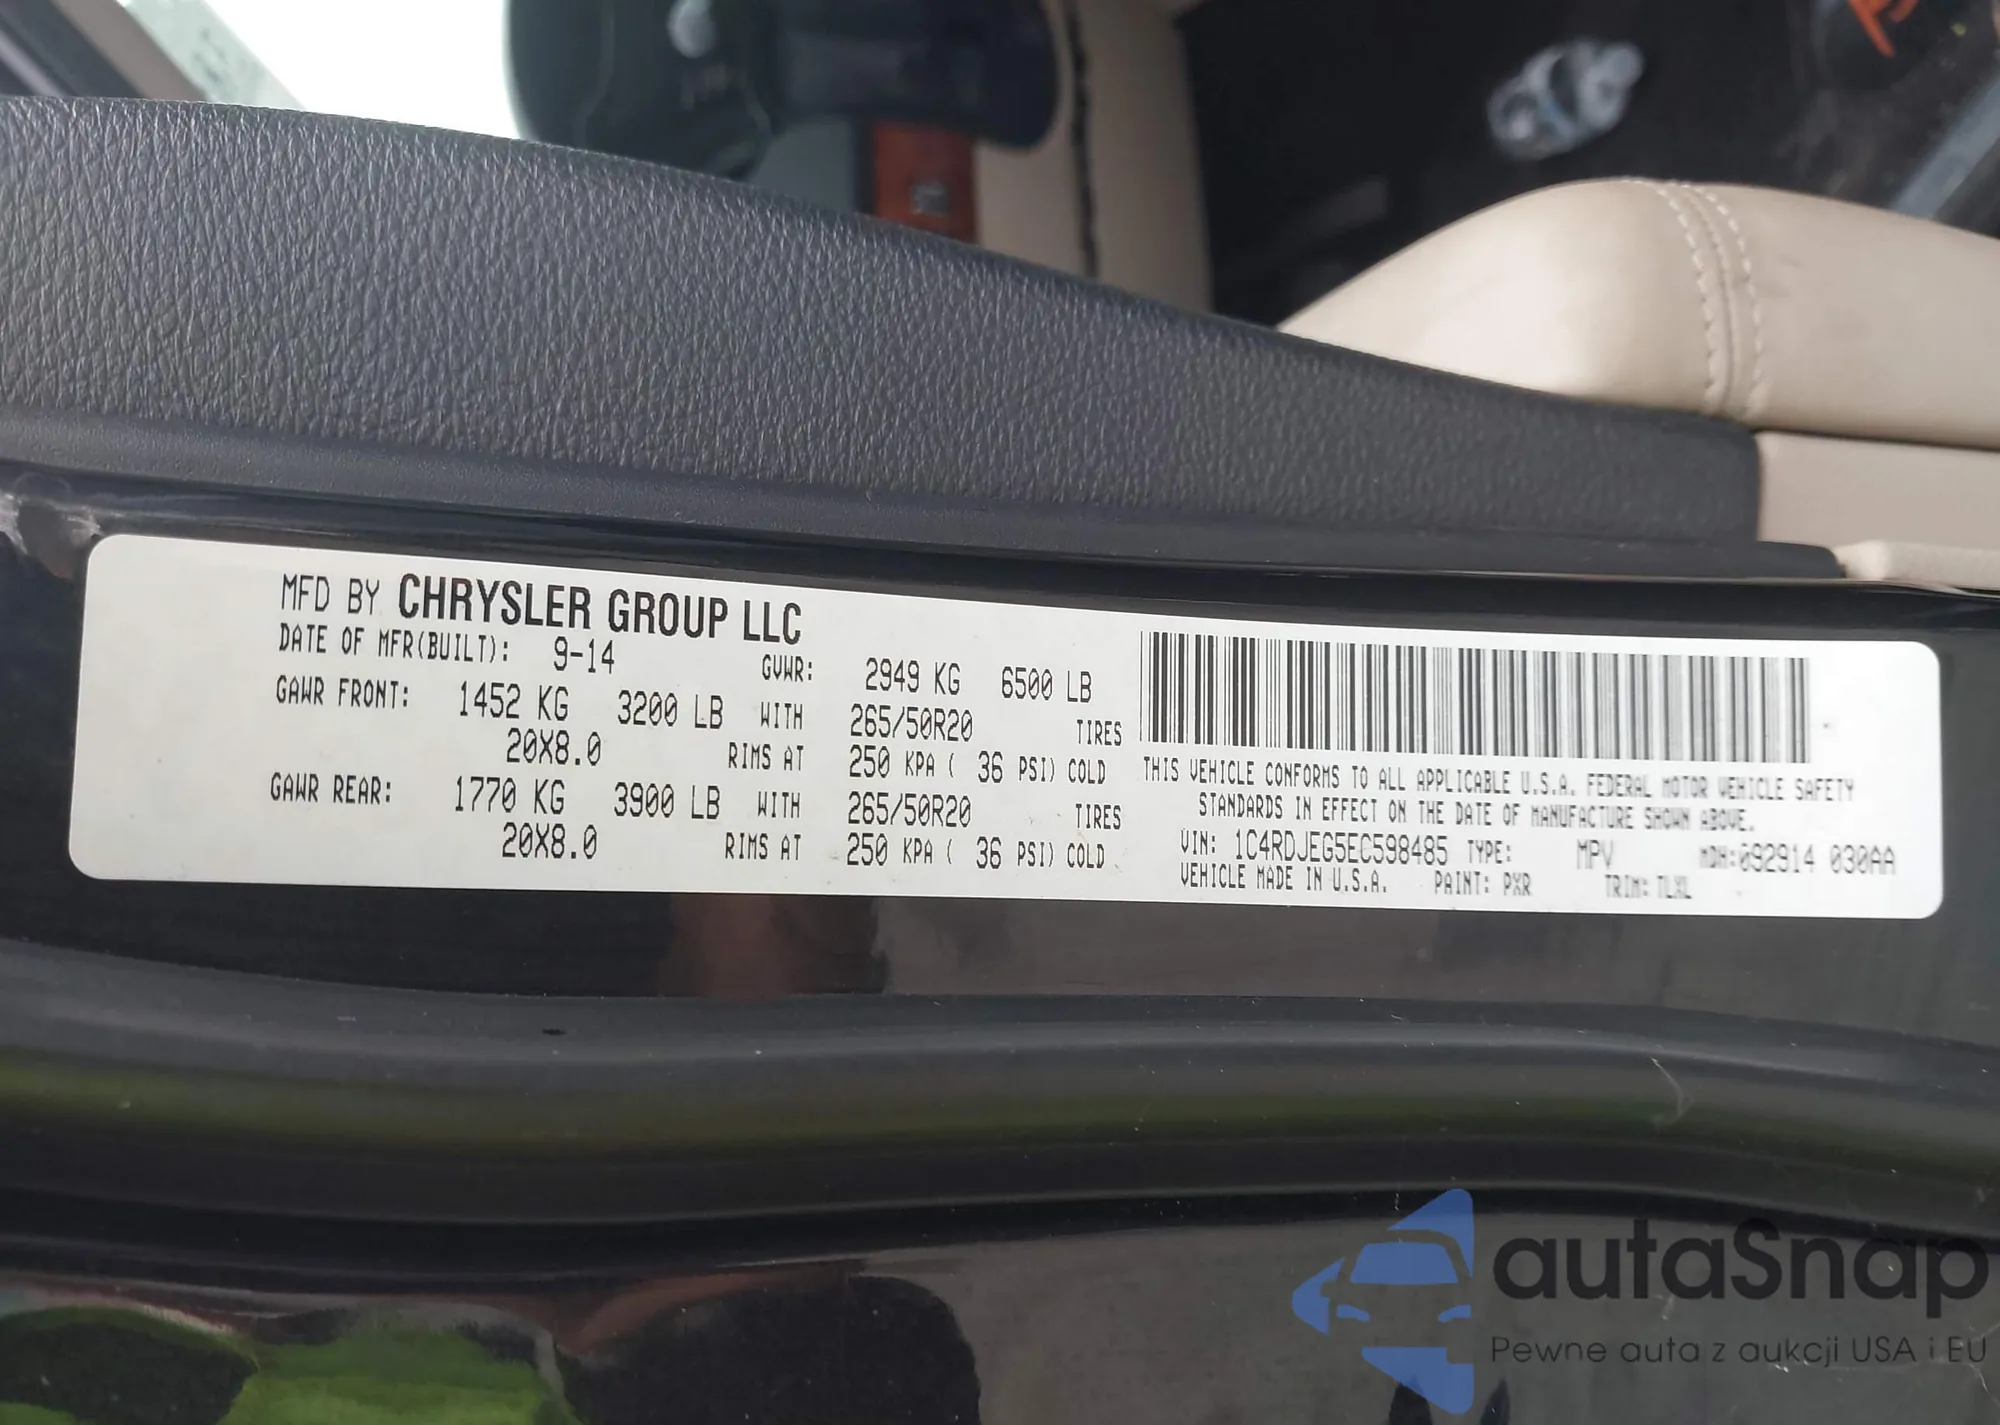 MFD BY CHRYSLER GROUP LLC
DATE OF MFR(BUILT): 9-14 GVWR: 2949 KG 6500 LB
GAWR FRONT: 1452 KG 3200 LB WITH 265/50R20 TIRES
20X8.0 RIMS AT 250 KPA ( 36 PSI) COLD
GAWR REAR: 1770 KG 3900 LB WITH 265/50R20 TIRES
20X8.0 RIMS AT 250 KPA ( 36 PSI) COLD
THIS VEHICLE CONFORMS TO ALL APPLICABLE U.S.A. FEDERAL MOTOR VEHICLE SAFETY
STANDARDS IN EFFECT ON THE DATE OF MANUFACTURE SHOWN ABOVE.
VIN: 1C4RDJEG5EC598485 TYPE: MPV MDH:092914 030AA
VEHICLE MADE IN U.S.A. PAINT: PXR TRIM: TLXL
autaSnap
Pewne auta z aukcji USA i EU